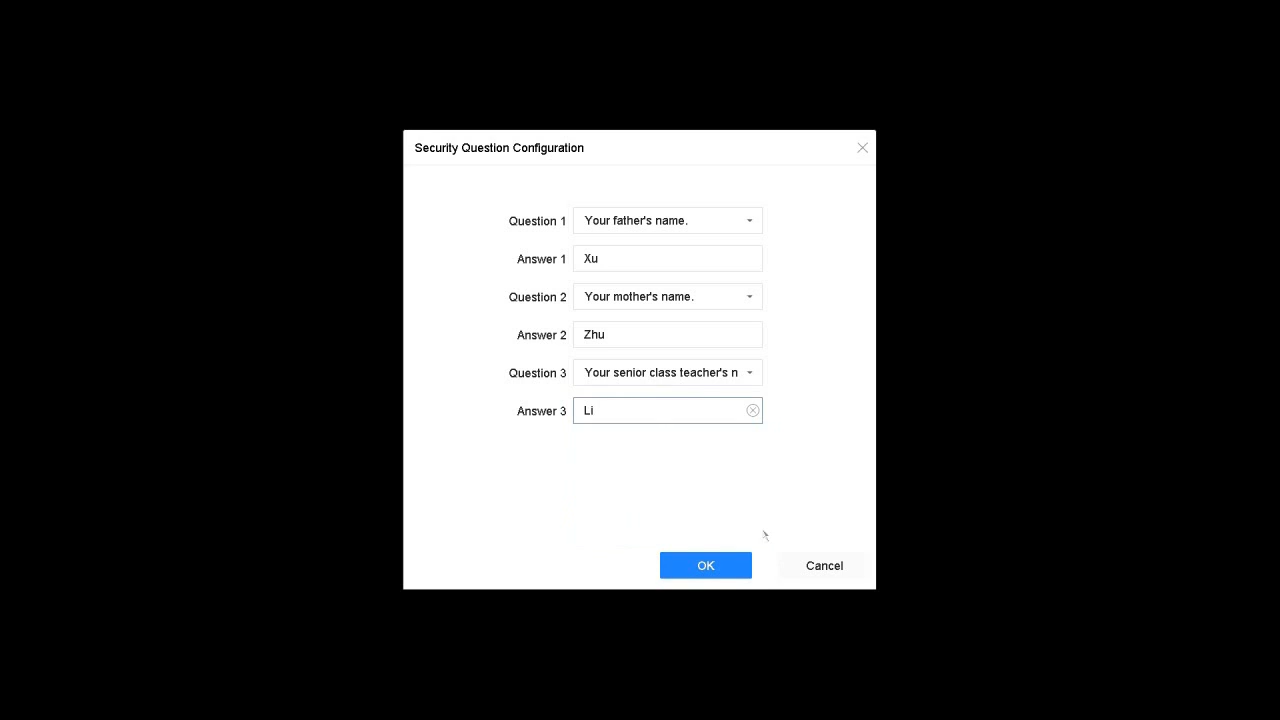 Security Question Configuration
Question 1 Your father's name.
Answer 1 Xu
Question 2 Your mother's name.
Answer 2 Zhu
Question 3 Your senior class teacher's n
Answer 3 Li
OK Cancel